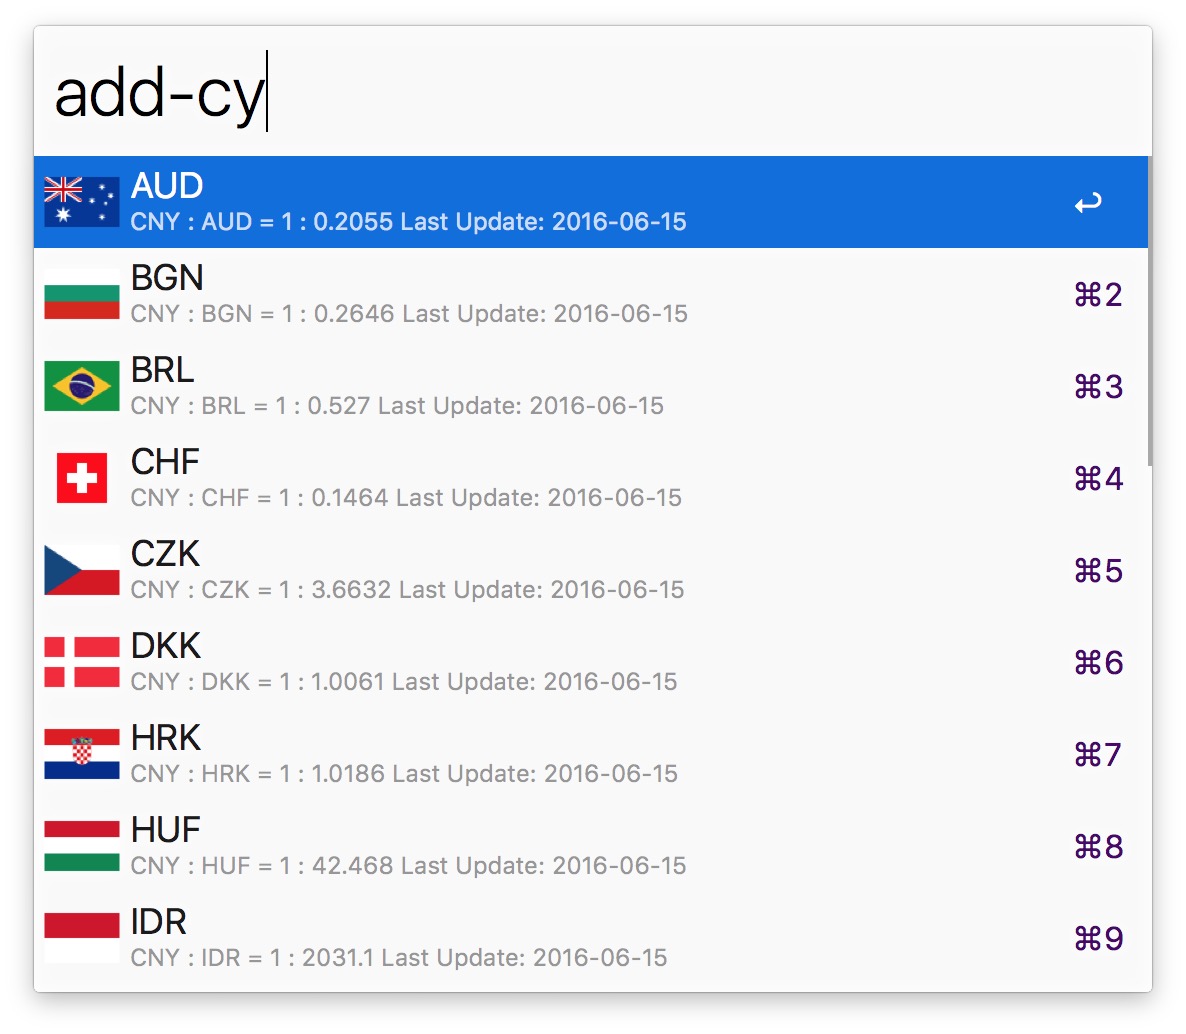 add-cy
AUD
CNY : AUD = 1 : 0.2055 Last Update: 2016-06-15
↩
BGN
CNY : BGN = 1 : 0.2646 Last Update: 2016-06-15
⌘2
BRL
CNY : BRL = 1 : 0.527 Last Update: 2016-06-15
⌘3
CHF
CNY : CHF = 1 : 0.1464 Last Update: 2016-06-15
⌘4
CZK
CNY : CZK = 1 : 3.6632 Last Update: 2016-06-15
⌘5
DKK
CNY : DKK = 1 : 1.0061 Last Update: 2016-06-15
⌘6
HRK
CNY : HRK = 1 : 1.0186 Last Update: 2016-06-15
⌘7
HUF
CNY : HUF = 1 : 42.468 Last Update: 2016-06-15
⌘8
IDR
CNY : IDR = 1 : 2031.1 Last Update: 2016-06-15
⌘9